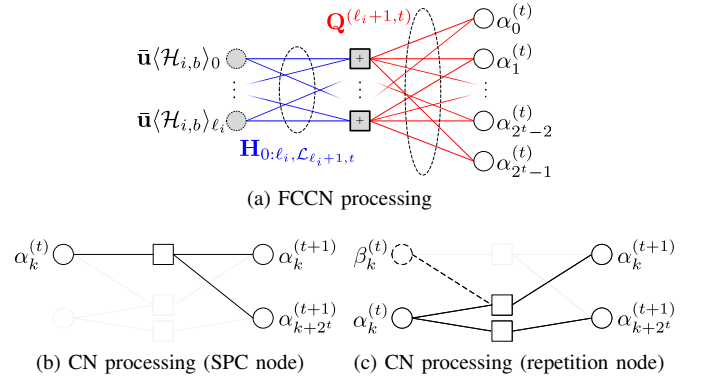 𝐐^(ℓ_i+1,t)
α_0^(t)
ū⟨ℋ_{i,b}⟩_0
+
α_1^(t)
⋮ ⋮ ⋮
ū⟨ℋ_{i,b}⟩_{ℓ_i}
+
α_{2^t−2}^(t)
𝐇_{0:ℓ_i,ℒ_{ℓ_i+1,t}}
α_{2^t−1}^(t)
(a) FCCN processing
α_k^(t) α_k^(t+1) β_k^(t) α_k^(t+1)
α_{k+2^t}^(t+1) α_k^(t) α_{k+2^t}^(t+1)
(b) CN processing (SPC node) (c) CN processing (repetition node)